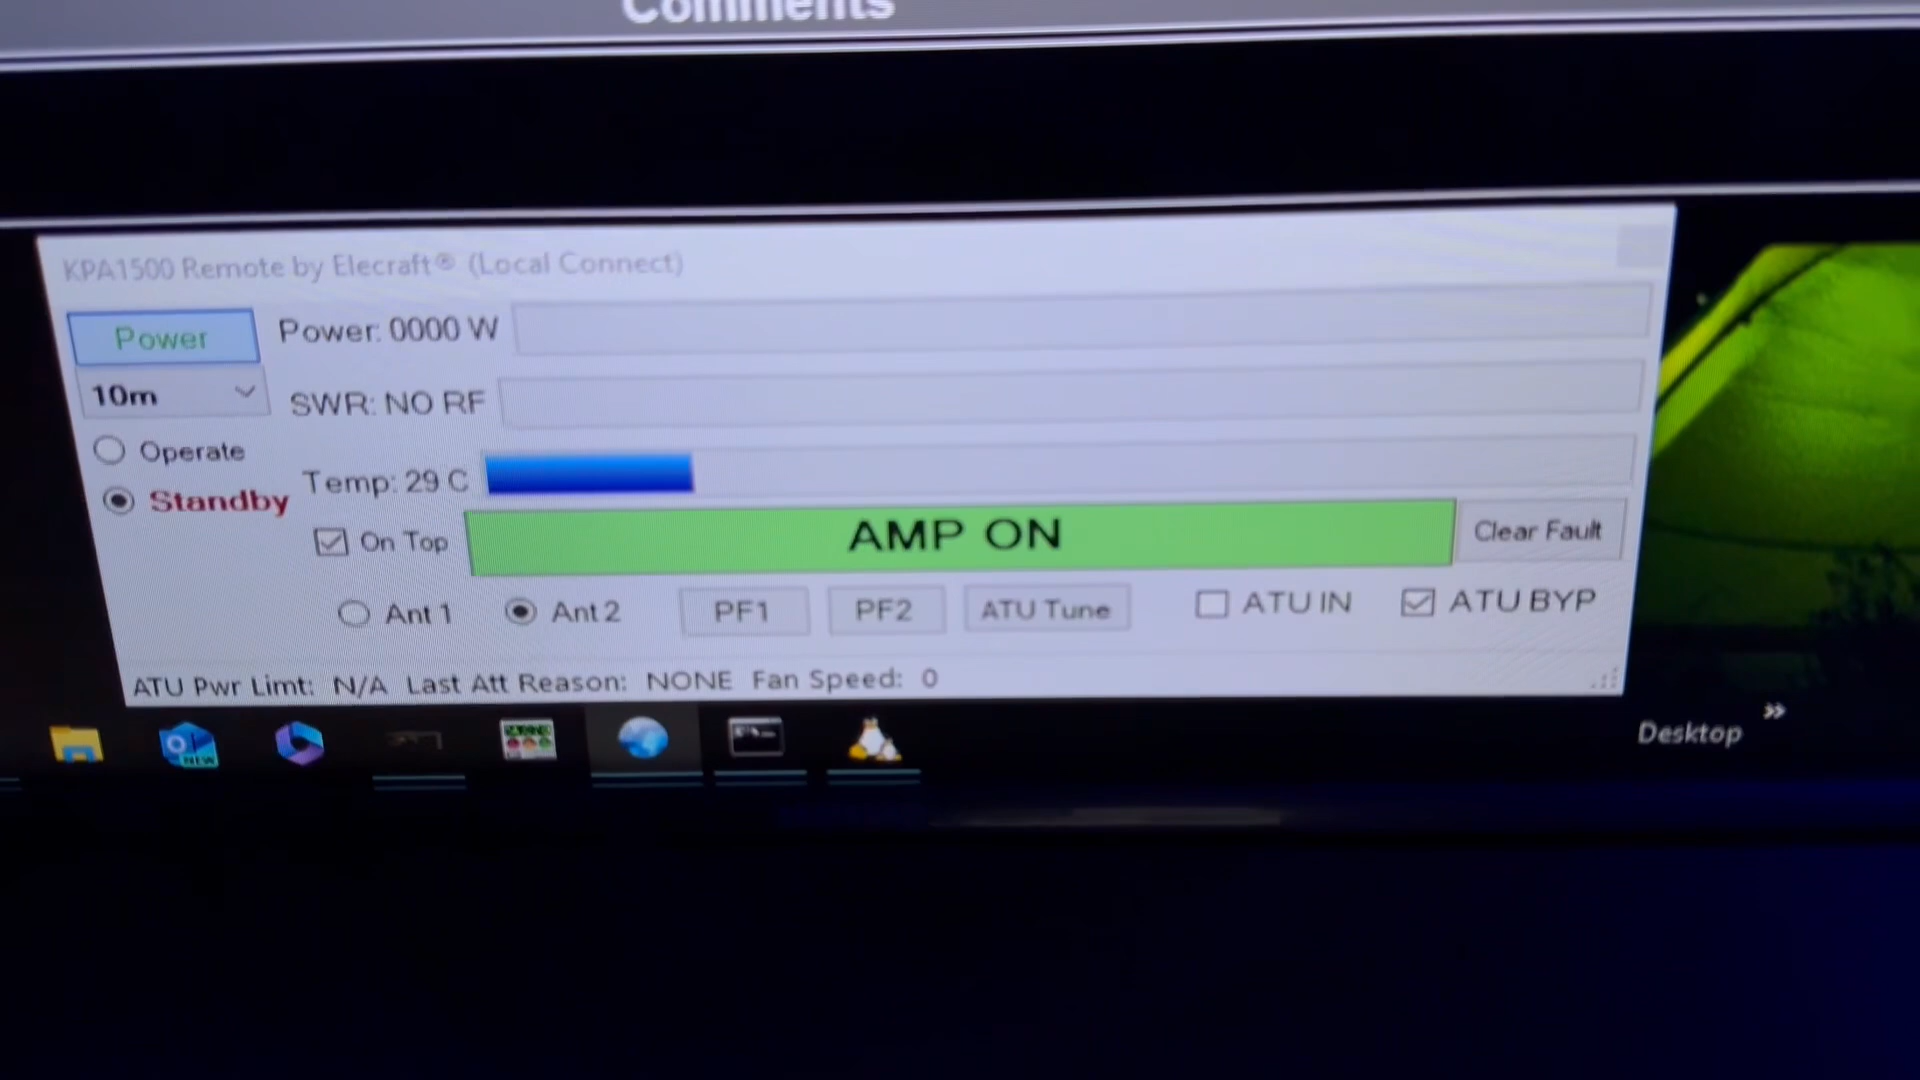 Comments
KPA1500 Remote by Elecraft® (Local Connect)
Power
Power: 0000 W
10m
SWR: NO RF
Operate
Standby
Temp: 29 C
On Top
AMP ON
Clear Fault
Ant 1
Ant 2
PF1
PF2
ATU Tune
ATU IN
ATU BYP
ATU Pwr Limt: N/A Last Att Reason: NONE Fan Speed: 0
NEW
Desktop